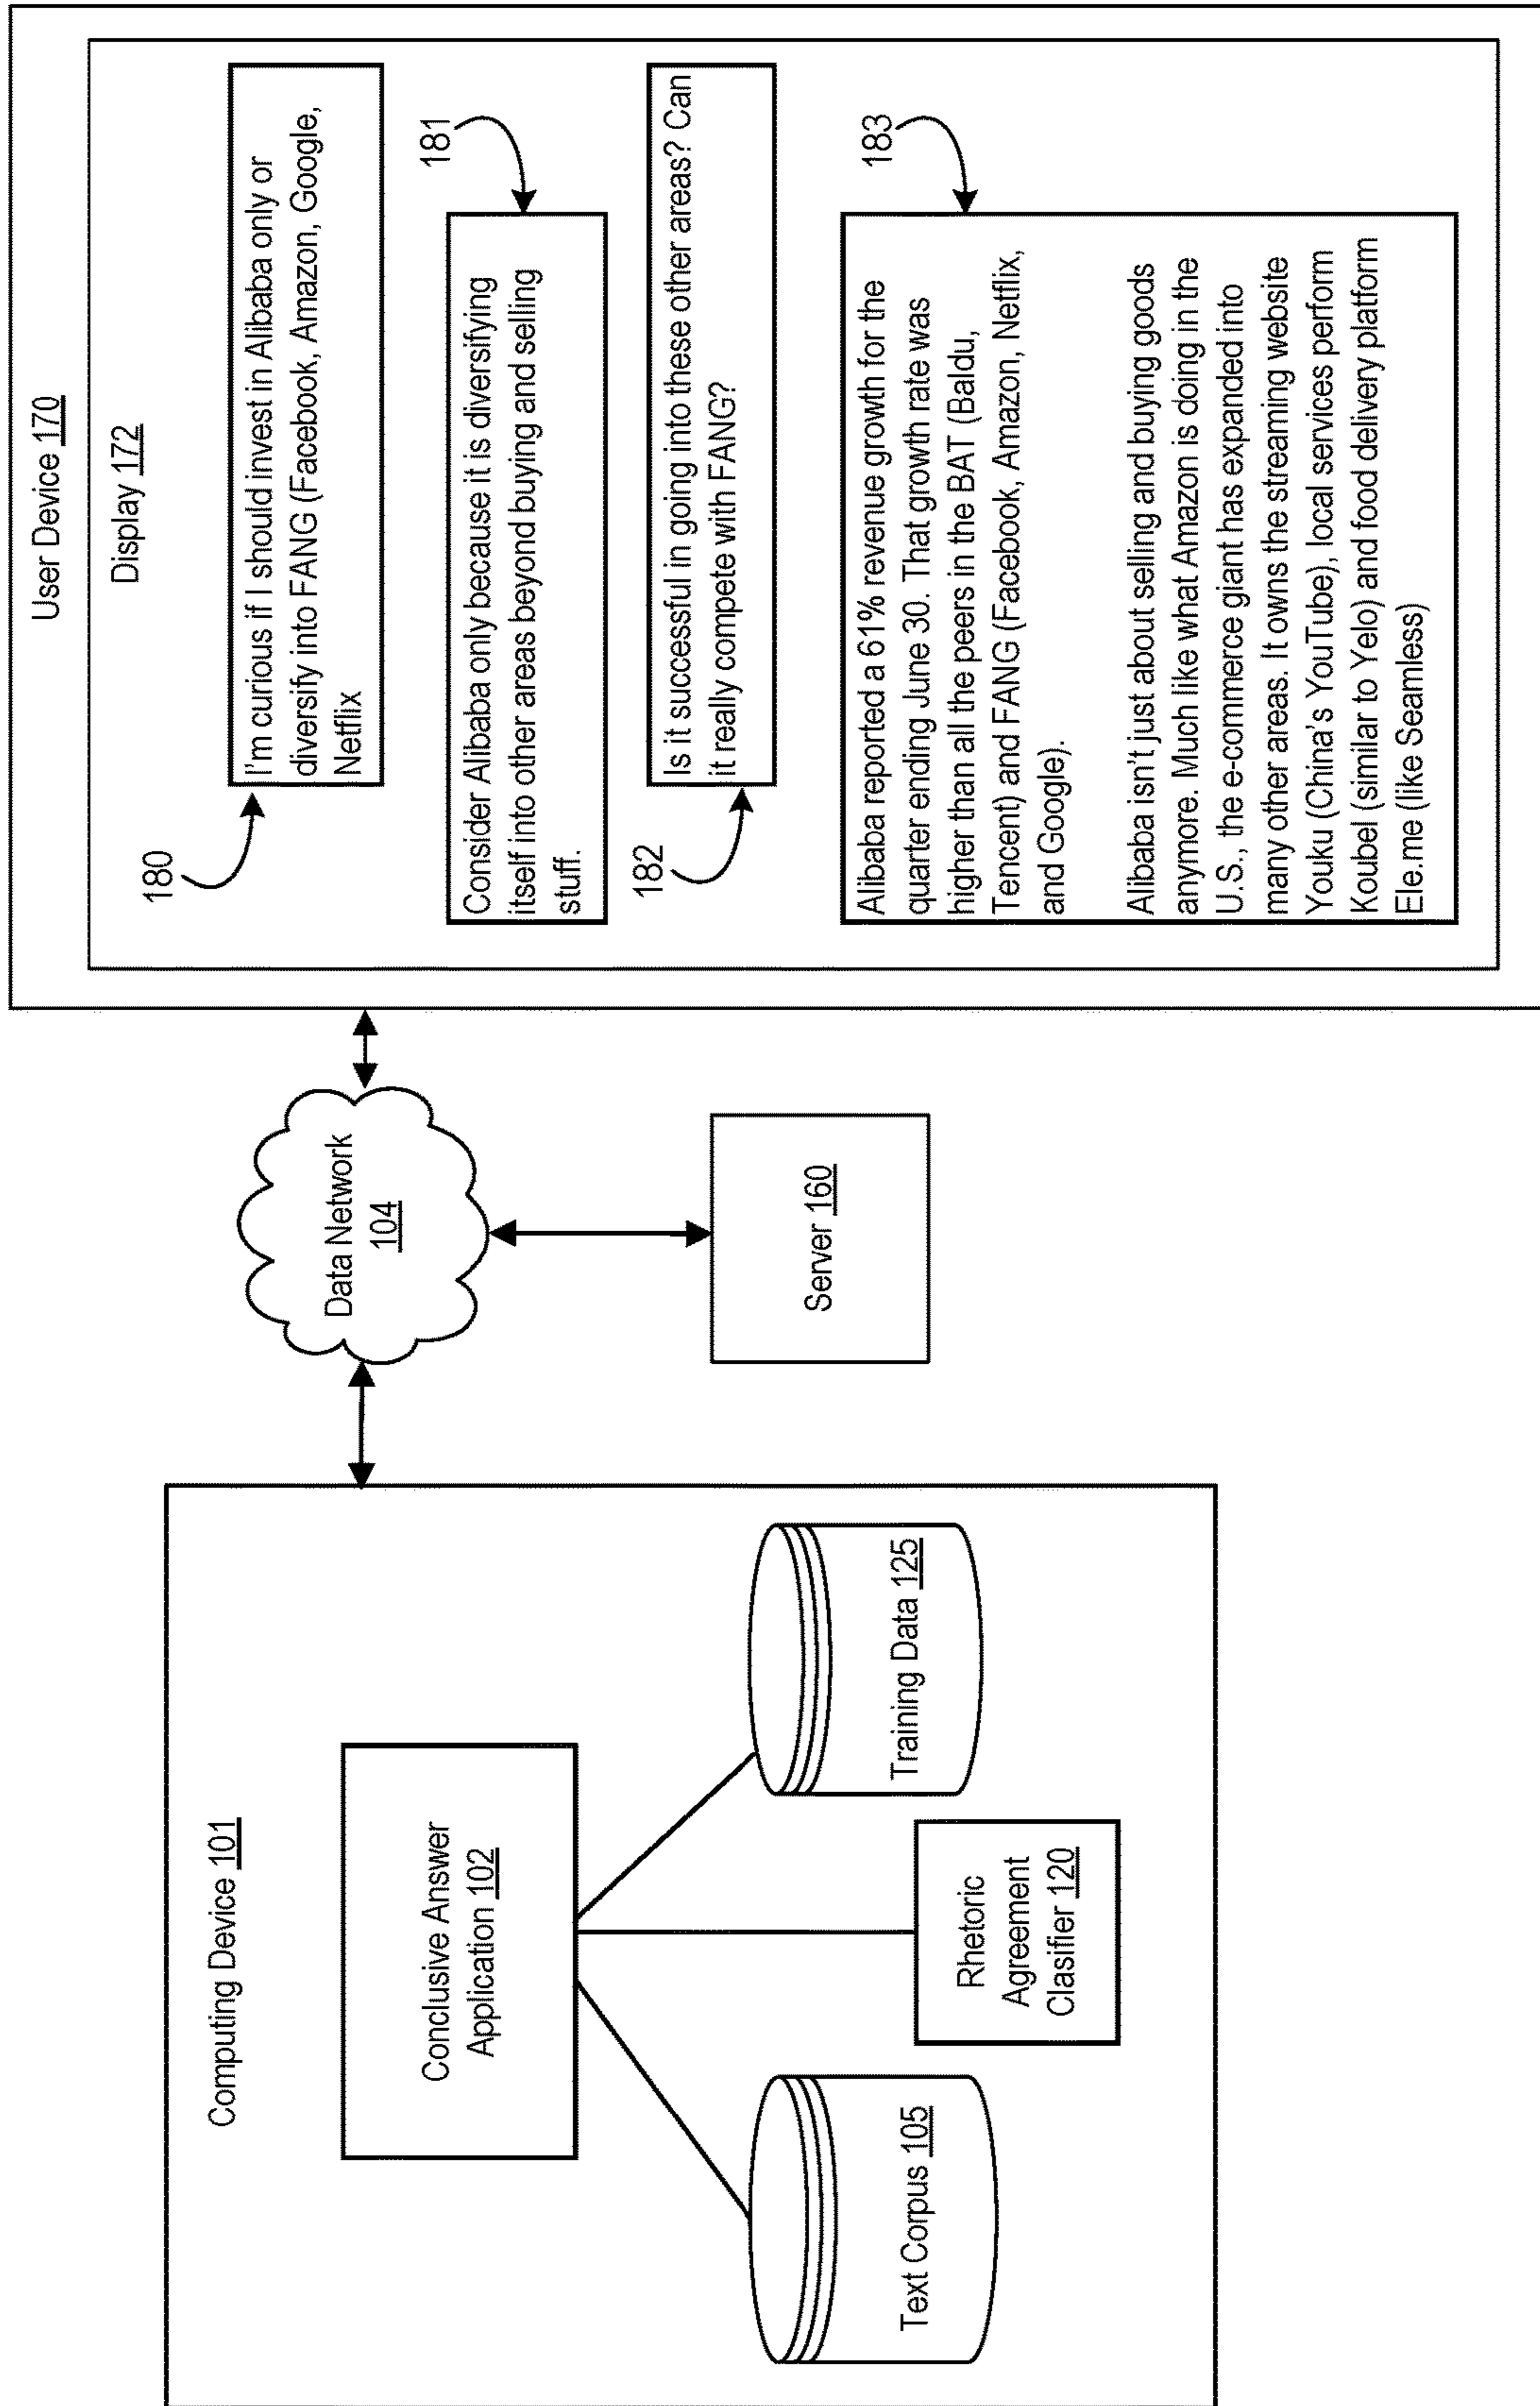 Computing Device 101
Conclusive Answer
Application 102
Text Corpus 105
Rhetoric
Agreement
Clasifier 120
Training Data 125
Data Network
104
Server 160
User Device 170
Display 172
180
I'm curious if I should invest in Alibaba only or
diversify into FANG (Facebook, Amazon, Google,
Netflix
181
Consider Alibaba only because it is diversifying
itself into other areas beyond buying and selling
stuff.
182
Is it successful in going into these other areas? Can
it really compete with FANG?
183
Alibaba reported a 61% revenue growth for the
quarter ending June 30. That growth rate was
higher than all the peers in the BAT (Baldu,
Tencent) and FANG (Facebook, Amazon, Netflix,
and Google).
Alibaba isn't just about selling and buying goods
anymore. Much like what Amazon is doing in the
U.S., the e-commerce giant has expanded into
many other areas. It owns the streaming website
Youku (China's YouTube), local services perform
Koubel (similar to Yelo) and food delivery platform
Ele.me (like Seamless)